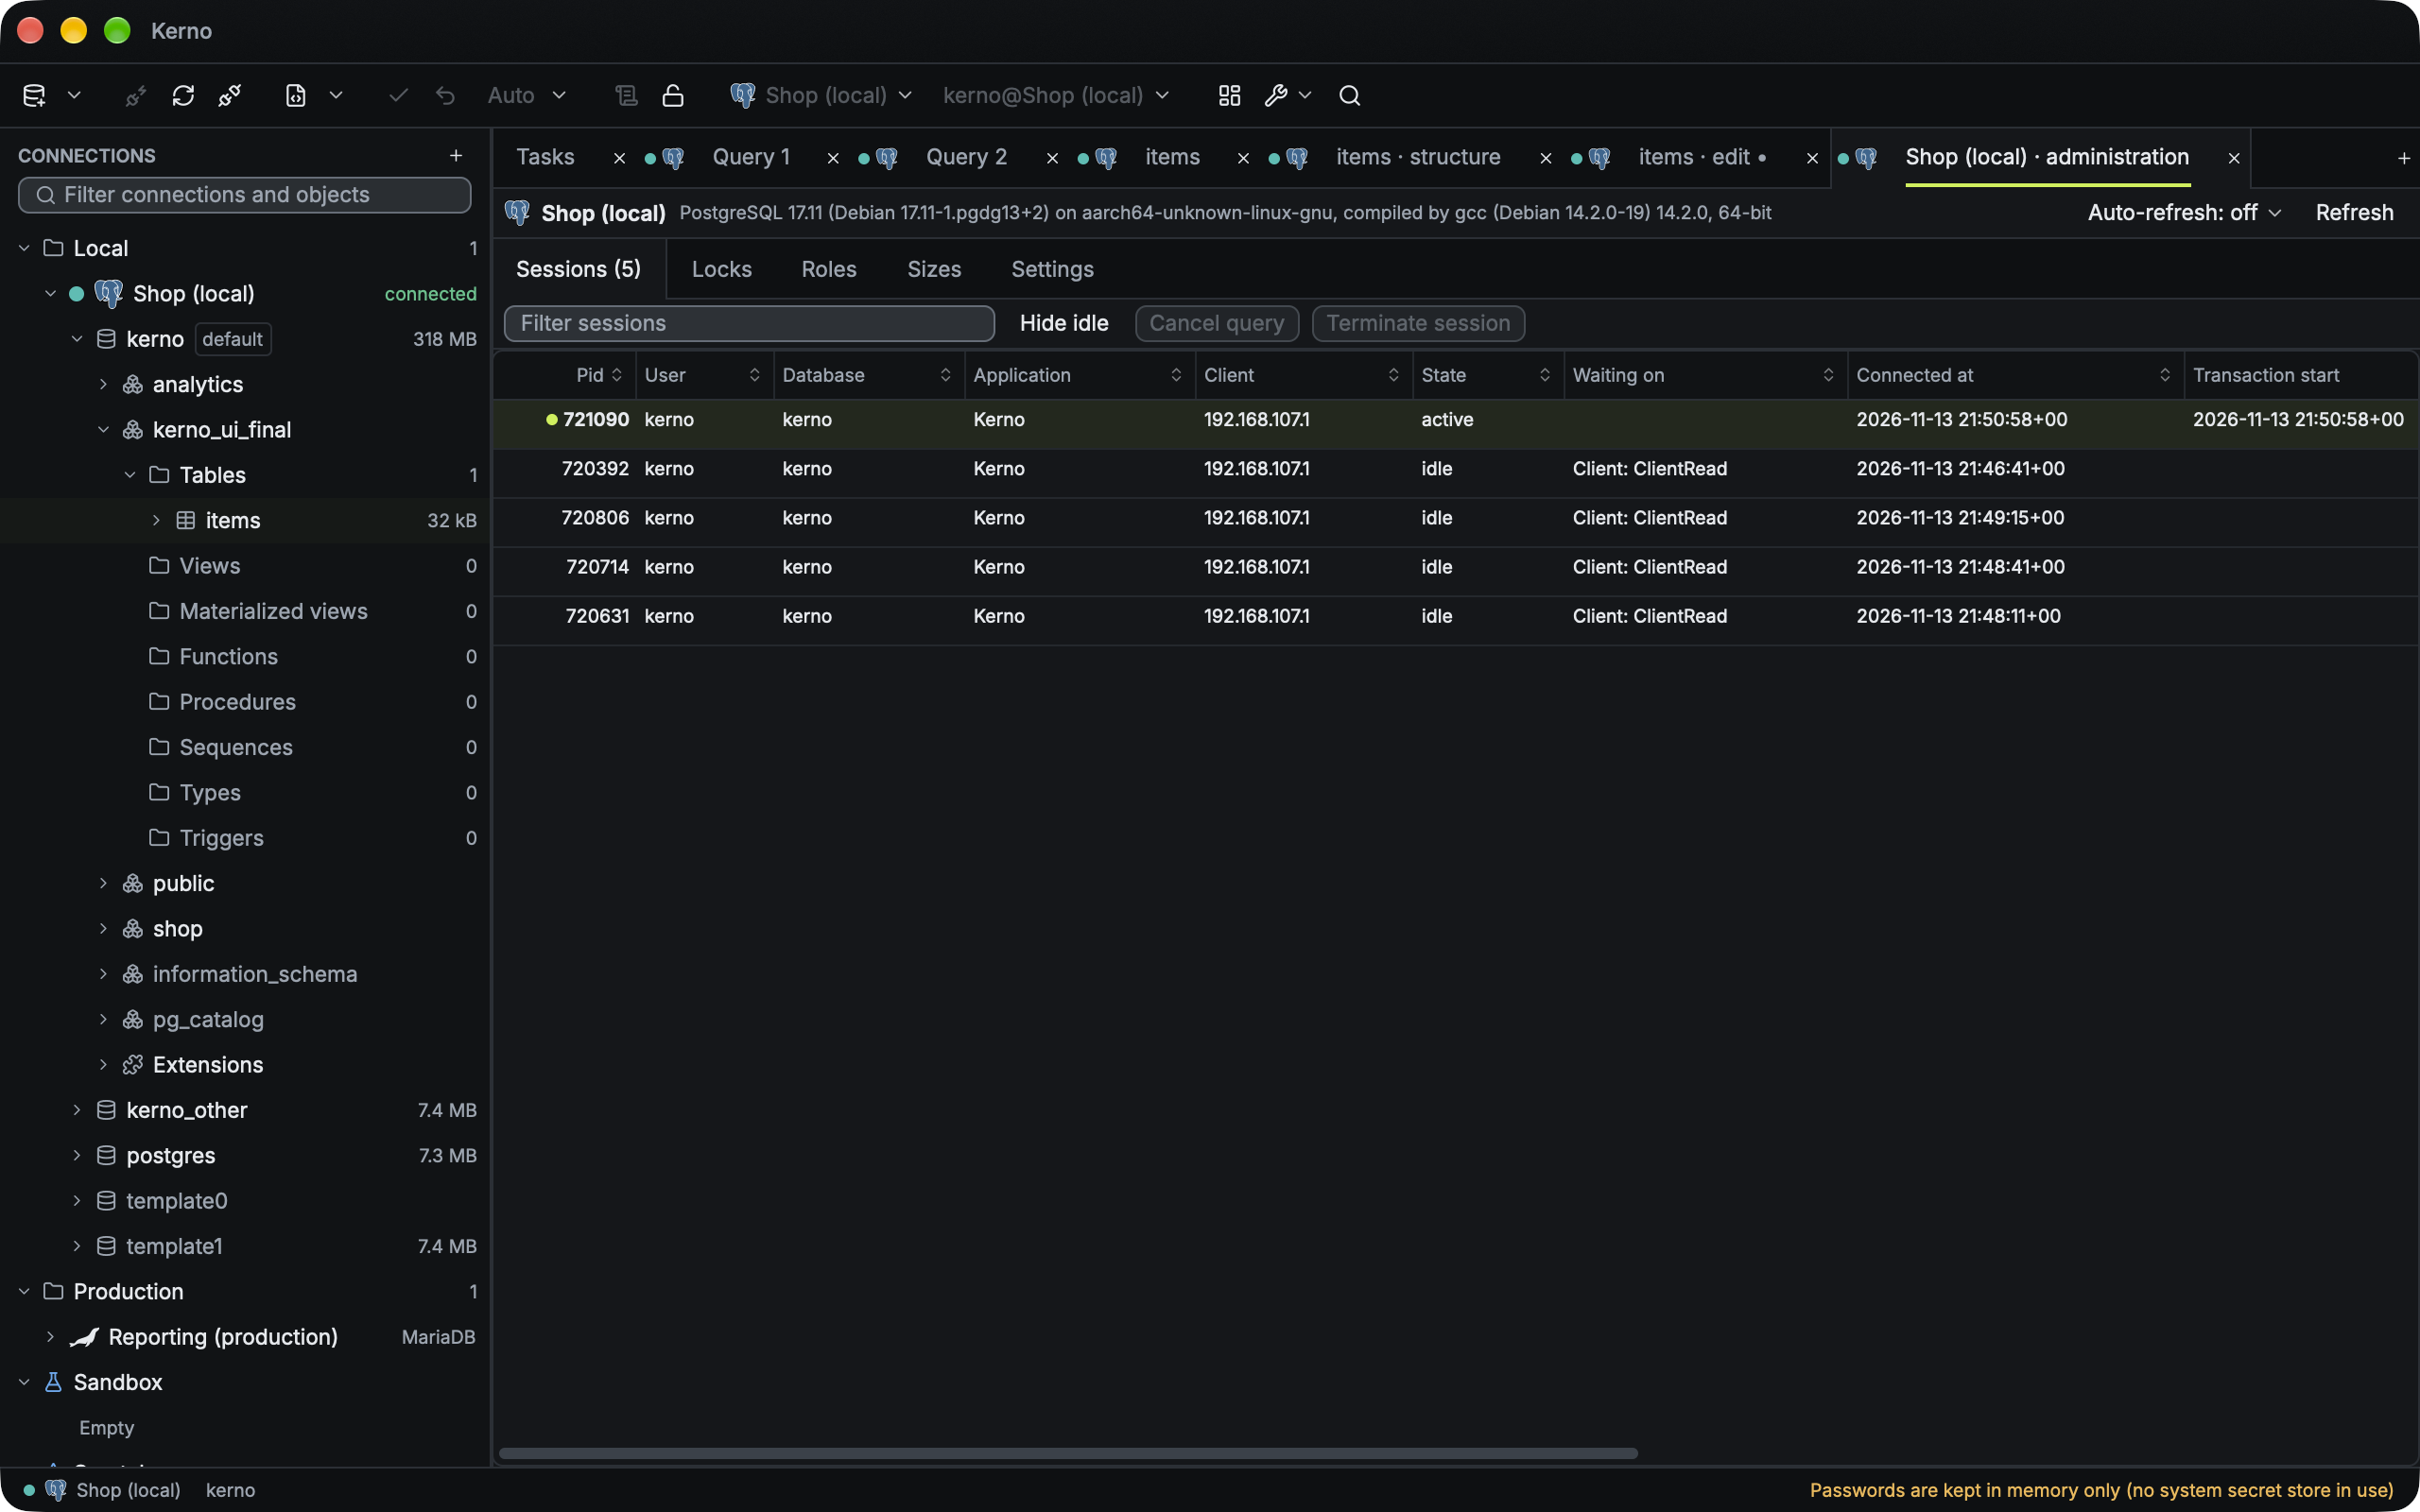 Kerno
Auto
Shop (local)
kerno@Shop (local)
CONNECTIONS
Filter connections and objects
Local 1
Shop (local) connected
kerno default 318 MB
analytics
kerno_ui_final
Tables 1
items 32 kB
Views 0
Materialized views 0
Functions 0
Procedures 0
Sequences 0
Types 0
Triggers 0
public
shop
information_schema
pg_catalog
Extensions
kerno_other 7.4 MB
postgres 7.3 MB
template0
template1 7.4 MB
Production 1
Reporting (production) MariaDB
Sandbox
Empty
Tasks
Query 1
Query 2
items
items · structure
items · edit •
Shop (local) · administration
Shop (local) PostgreSQL 17.11 (Debian 17.11-1.pgdg13+2) on aarch64-unknown-linux-gnu, compiled by gcc (Debian 14.2.0-19) 14.2.0, 64-bit
Auto-refresh: off
Refresh
Sessions (5) Locks Roles Sizes Settings
Filter sessions
Hide idle
Cancel query
Terminate session
Pid User Database Application Client State Waiting on Connected at Transaction start
721090 kerno kerno Kerno 192.168.107.1 active 2026-11-13 21:50:58+00 2026-11-13 21:50:58+00
720392 kerno kerno Kerno 192.168.107.1 idle Client: ClientRead 2026-11-13 21:46:41+00
720806 kerno kerno Kerno 192.168.107.1 idle Client: ClientRead 2026-11-13 21:49:15+00
720714 kerno kerno Kerno 192.168.107.1 idle Client: ClientRead 2026-11-13 21:48:41+00
720631 kerno kerno Kerno 192.168.107.1 idle Client: ClientRead 2026-11-13 21:48:11+00
Shop (local) kerno
Passwords are kept in memory only (no system secret store in use)